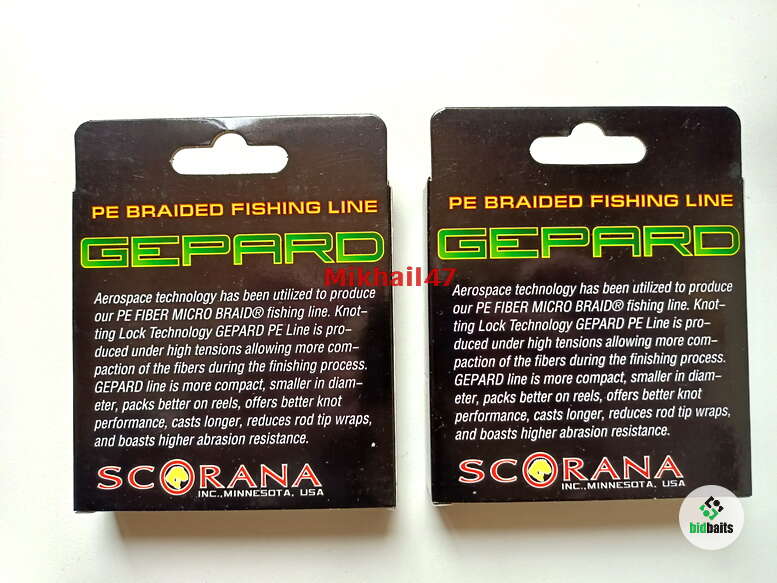 PE BRAIDED FISHING LINE
GEPARD
Aerospace technology has been utilized to produce
our PE FIBER MICRO BRAID® fishing line. Knot-
ting Lock Technology GEPARD PE Line is pro-
duced under high tensions allowing more com-
paction of the fibers during the finishing process.
GEPARD line is more compact, smaller in diam-
eter, packs better on reels, offers better knot
performance, casts longer, reduces rod tip wraps,
and boasts higher abrasion resistance.
SCORANA
INC., MINNESOTA, USA
PE BRAIDED FISHING LINE
GEPARD
Aerospace technology has been utilized to produce
our PE FIBER MICRO BRAID® fishing line. Knot-
ting Lock Technology GEPARD PE Line is pro-
duced under high tensions allowing more com-
paction of the fibers during the finishing process.
GEPARD line is more compact, smaller in diam-
eter, packs better on reels, offers better knot
performance, casts longer, reduces rod tip wraps,
and boasts higher abrasion resistance.
SCORANA
INC., MINNESOTA, USA
Mikhail47
bidbaits